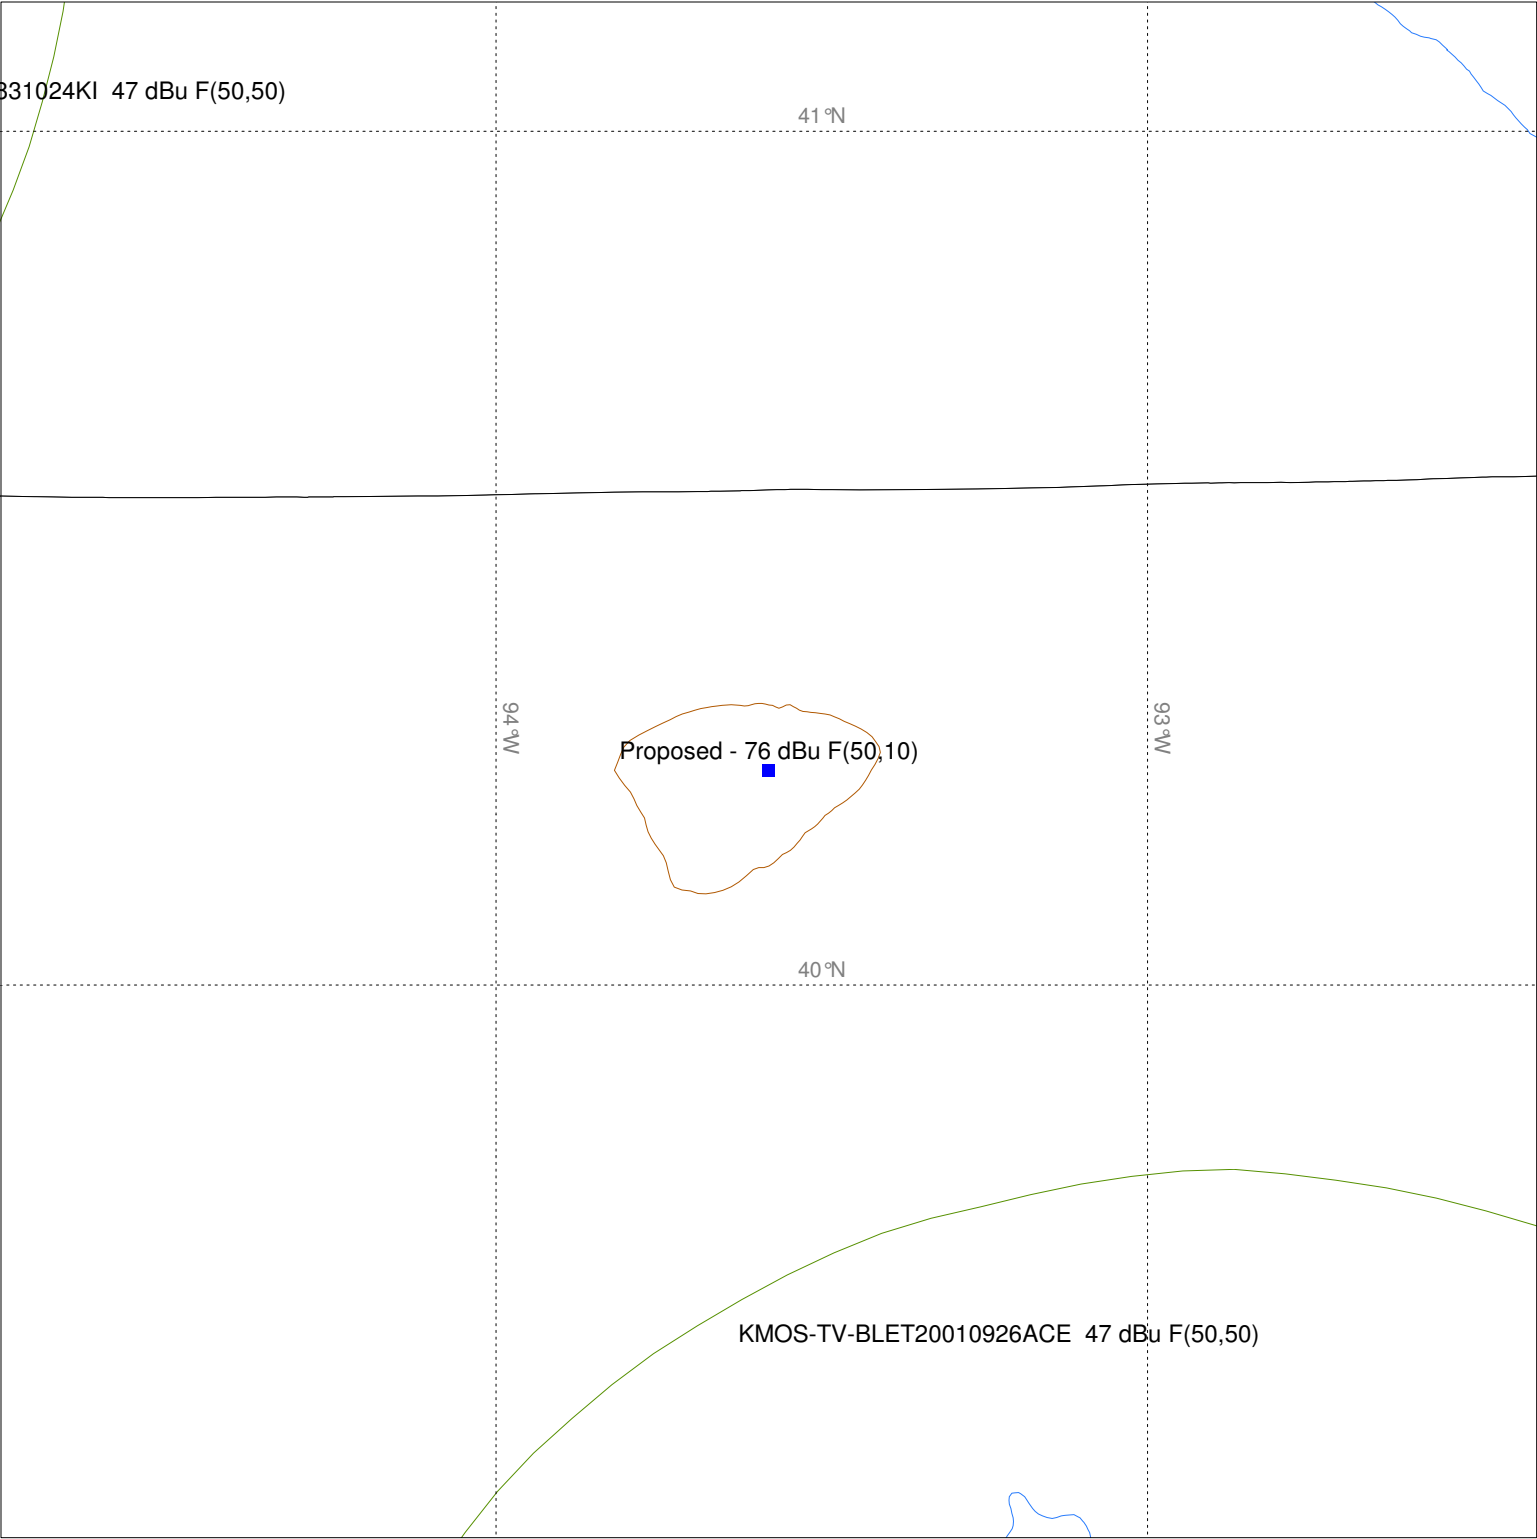 831024KI 47 dBu F(50,50)
41°N
94°W
93°W
Proposed - 76 dBu F(50,10)
40°N
KMOS-TV-BLET20010926ACE 47 dBu F(50,50)